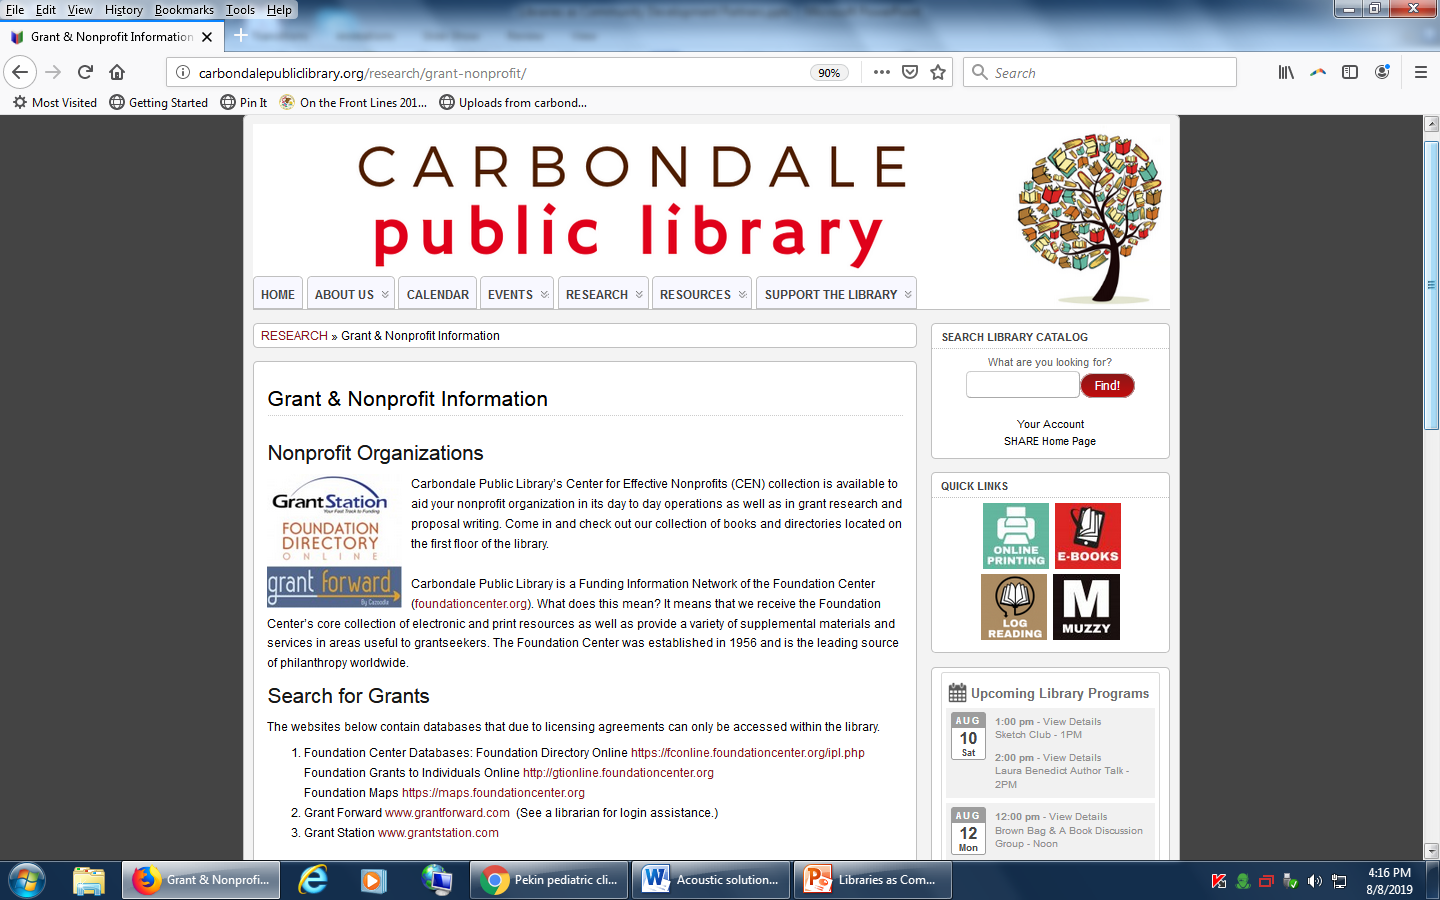 File Edit View History Bookmarks Tools Help
Grant & Nonprofit Information
carbondalepubliclibrary.org/research/grant-nonprofit/
90%
Search
Most Visited Getting Started Pin It On the Front Lines 201... Uploads from carbond...
CARBONDALE
public library
HOME ABOUT US CALENDAR EVENTS RESEARCH RESOURCES SUPPORT THE LIBRARY
RESEARCH » Grant & Nonprofit Information
Grant & Nonprofit Information
Nonprofit Organizations
GrantStation
Your Fast Track to Funding
FOUNDATION
DIRECTORY
ONLINE
grant forward
By Cazoodle
Carbondale Public Library's Center for Effective Nonprofits (CEN) collection is available to
aid your nonprofit organization in its day to day operations as well as in grant research and
proposal writing. Come in and check out our collection of books and directories located on
the first floor of the library.
Carbondale Public Library is a Funding Information Network of the Foundation Center
(foundationcenter.org). What does this mean? It means that we receive the Foundation
Center's core collection of electronic and print resources as well as provide a variety of supplemental materials and
services in areas useful to grantseekers. The Foundation Center was established in 1956 and is the leading source
of philanthropy worldwide.
Search for Grants
The websites below contain databases that due to licensing agreements can only be accessed within the library.
1. Foundation Center Databases: Foundation Directory Online https://fconline.foundationcenter.org/ipl.php
Foundation Grants to Individuals Online http://gtionline.foundationcenter.org
Foundation Maps https://maps.foundationcenter.org
2. Grant Forward www.grantforward.com (See a librarian for login assistance.)
3. Grant Station www.grantstation.com
SEARCH LIBRARY CATALOG
What are you looking for?
Find!
Your Account
SHARE Home Page
QUICK LINKS
ONLINE
PRINTING
E-BOOKS
LOG
READING
M
MUZZY
Upcoming Library Programs
AUG
10
Sat
1:00 pm - View Details
Sketch Club - 1PM
2:00 pm - View Details
Laura Benedict Author Talk -
2PM
AUG
12
Mon
12:00 pm - View Details
Brown Bag & A Book Discussion
Group - Noon
Grant & Nonprofi...
Pekin pediatric cli...
Acoustic solution...
Libraries as Com...
4:16 PM
8/8/2019